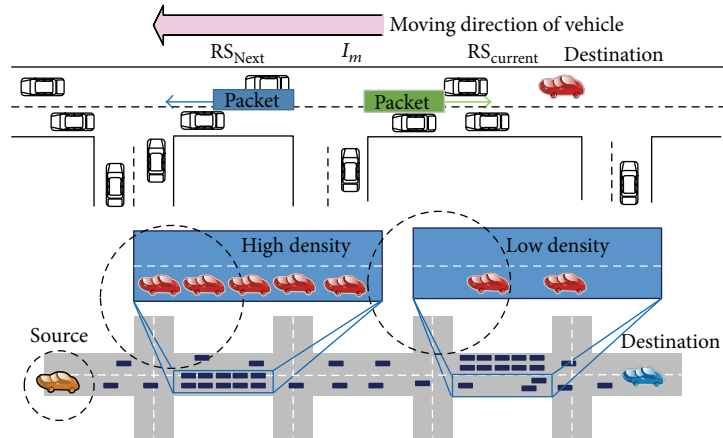 Moving direction of vehicle
RS_Next I_m RS_current Destination
Packet Packet
High density Low density
Source
Destination